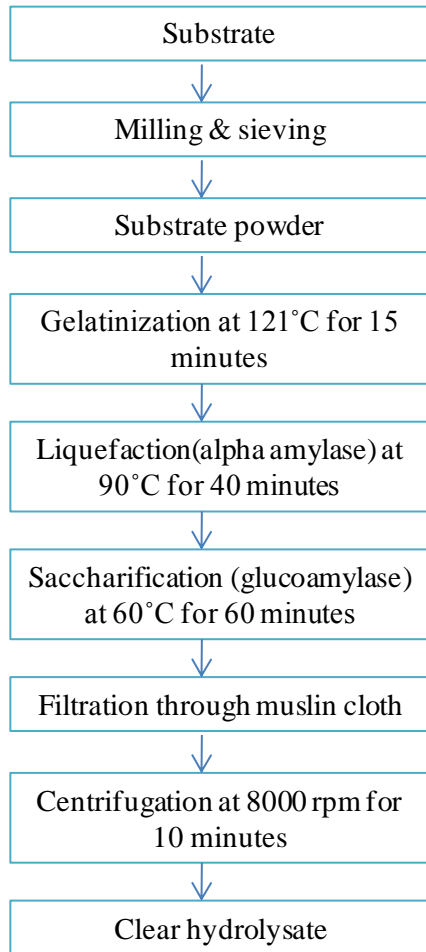 Substrate
Milling & sieving
Substrate powder
Gelatinization at 121˚C for 15
minutes
Liquefaction(alpha amylase) at
90˚C for 40 minutes
Saccharification (glucoamylase)
at 60˚C for 60 minutes
Filtration through muslin cloth
Centrifugation at 8000 rpm for
10 minutes
Clear hydrolysate